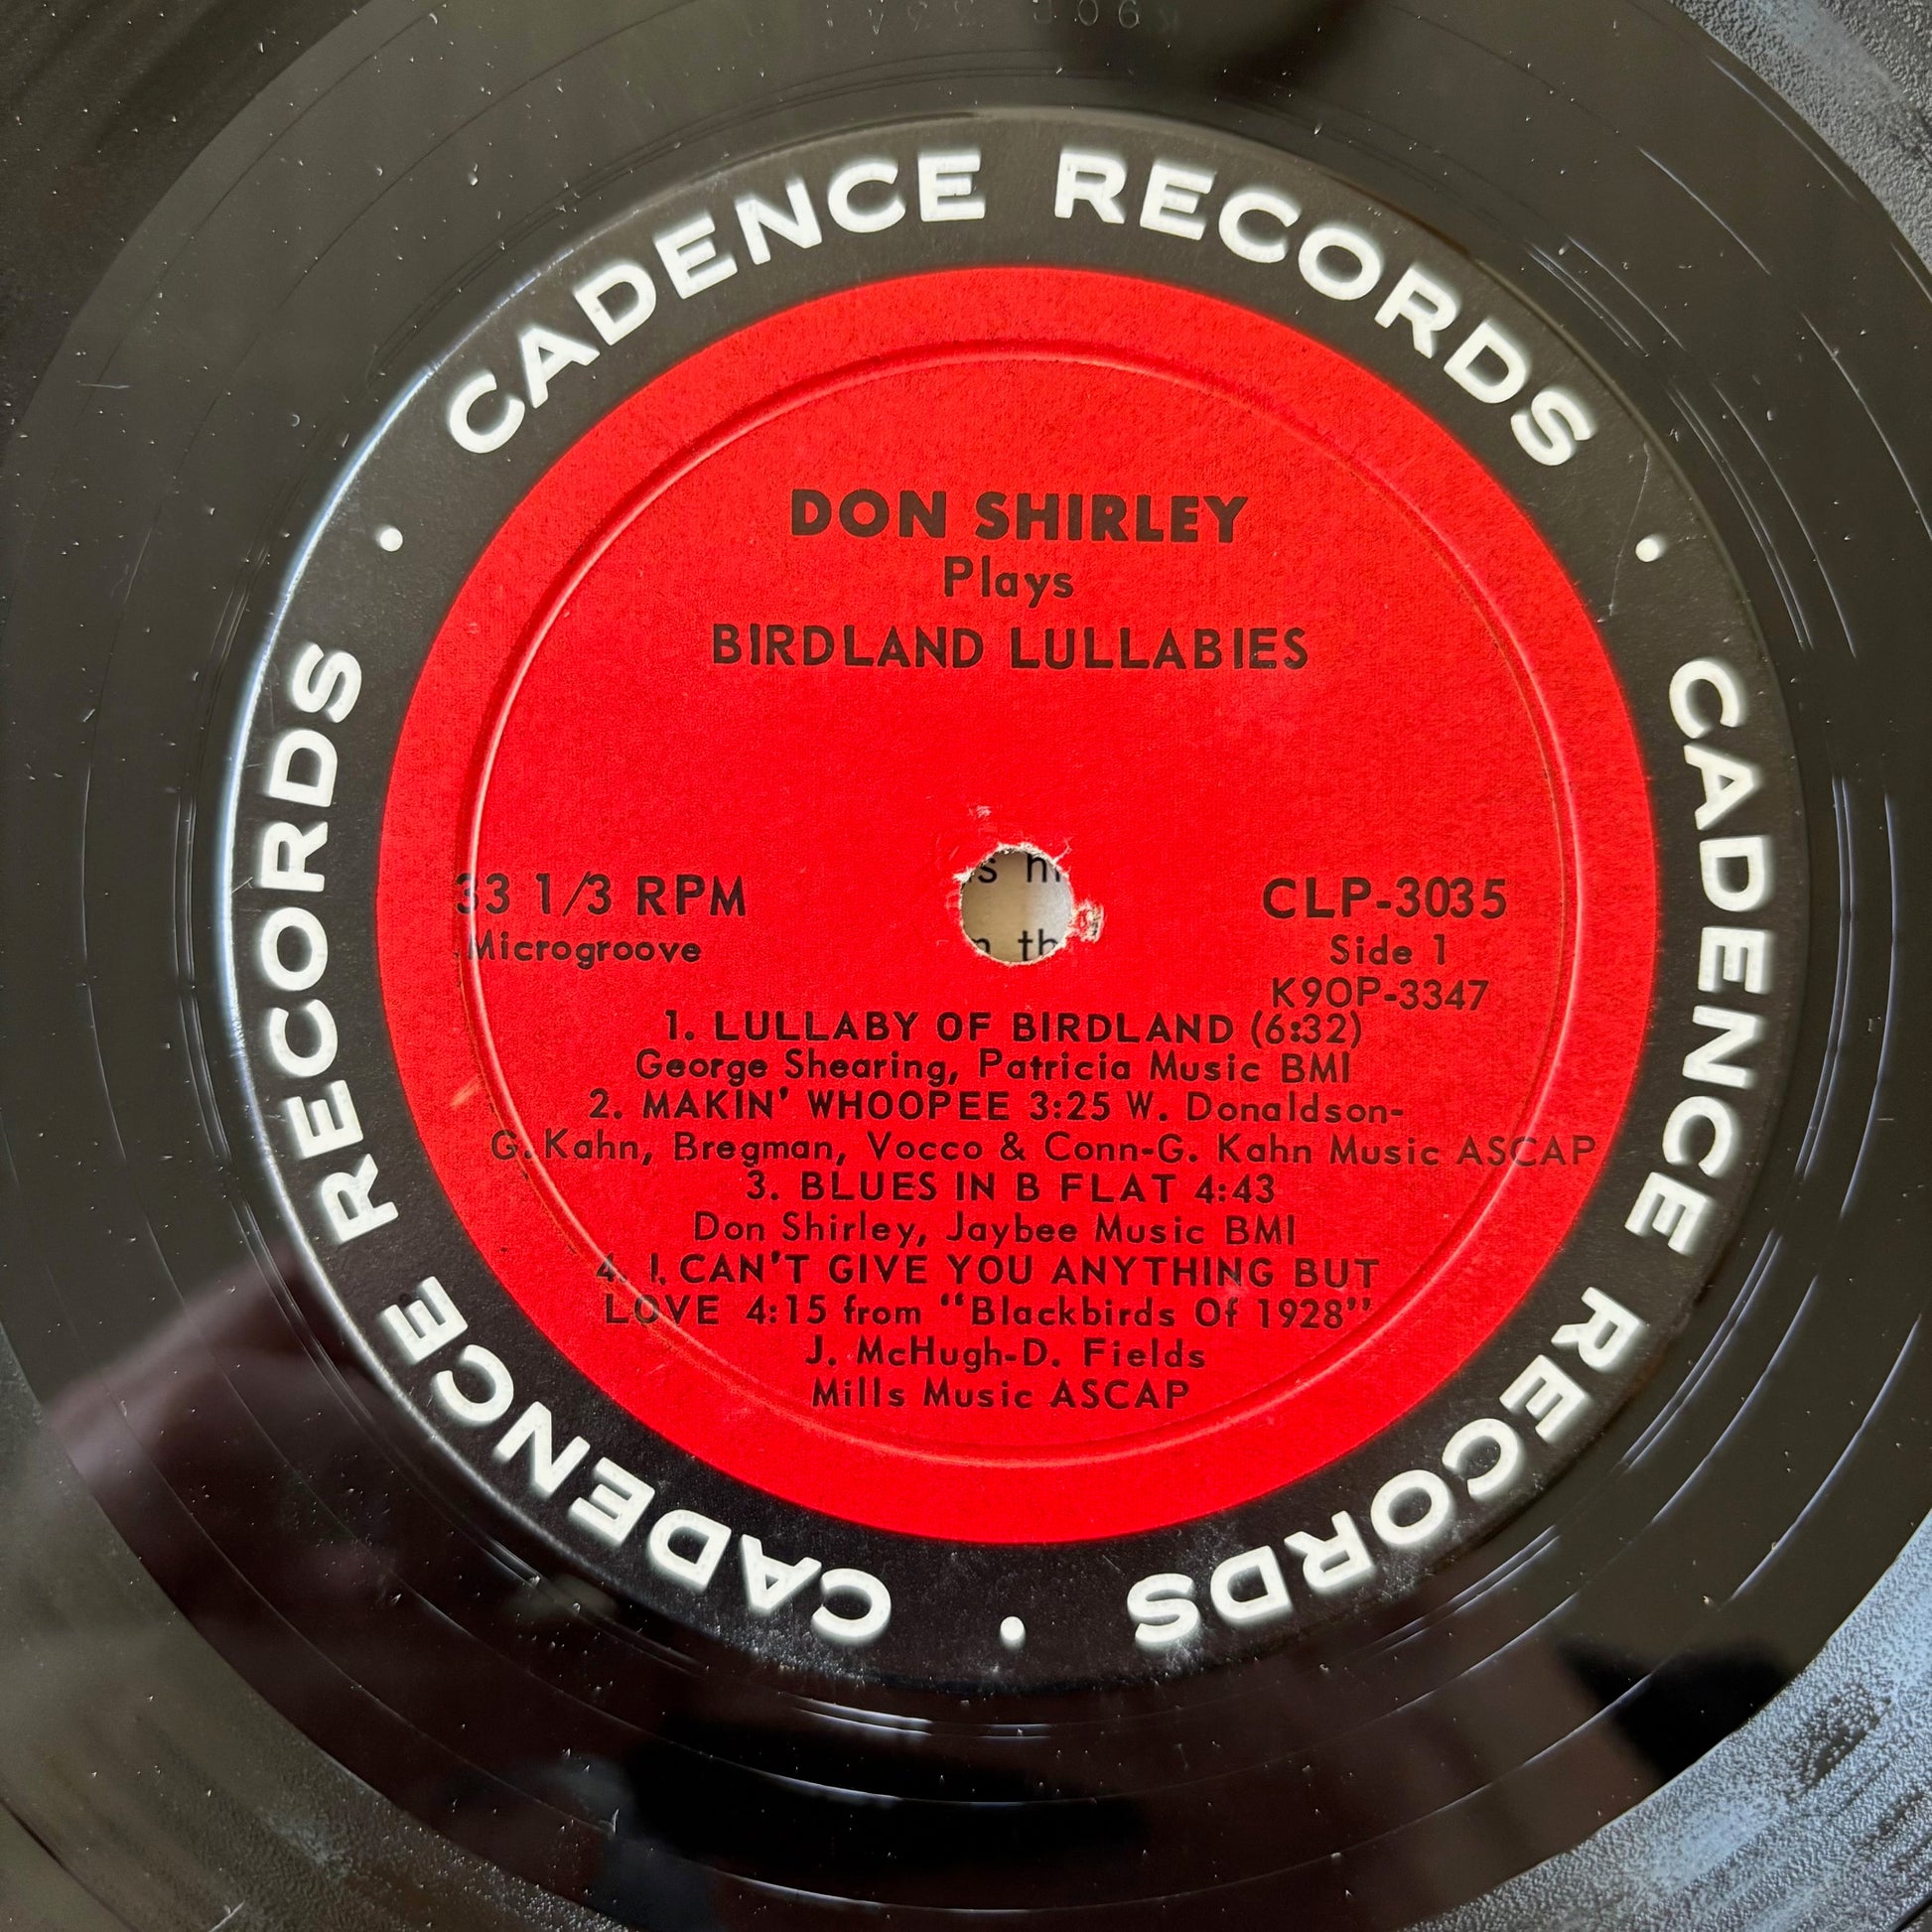 CADENCE RECORDS · CADENCE RECORDS · CADENCE RECORDS ·
DON SHIRLEY
Plays
BIRDLAND LULLABIES
33 1/3 RPM
Microgroove
CLP-3035
Side 1
K9OP-3347
1. LULLABY OF BIRDLAND (6:32)
George Shearing, Patricia Music BMI
2. MAKIN' WHOOPEE 3:25 W. Donaldson-
G. Kahn, Bregman, Vocco & Conn-G. Kahn Music ASCAP
3. BLUES IN B FLAT 4:43
Don Shirley, Jaybee Music BMI
4. I CAN'T GIVE YOU ANYTHING BUT
LOVE 4:15 from "Blackbirds Of 1928"
J. McHugh-D. Fields
Mills Music ASCAP